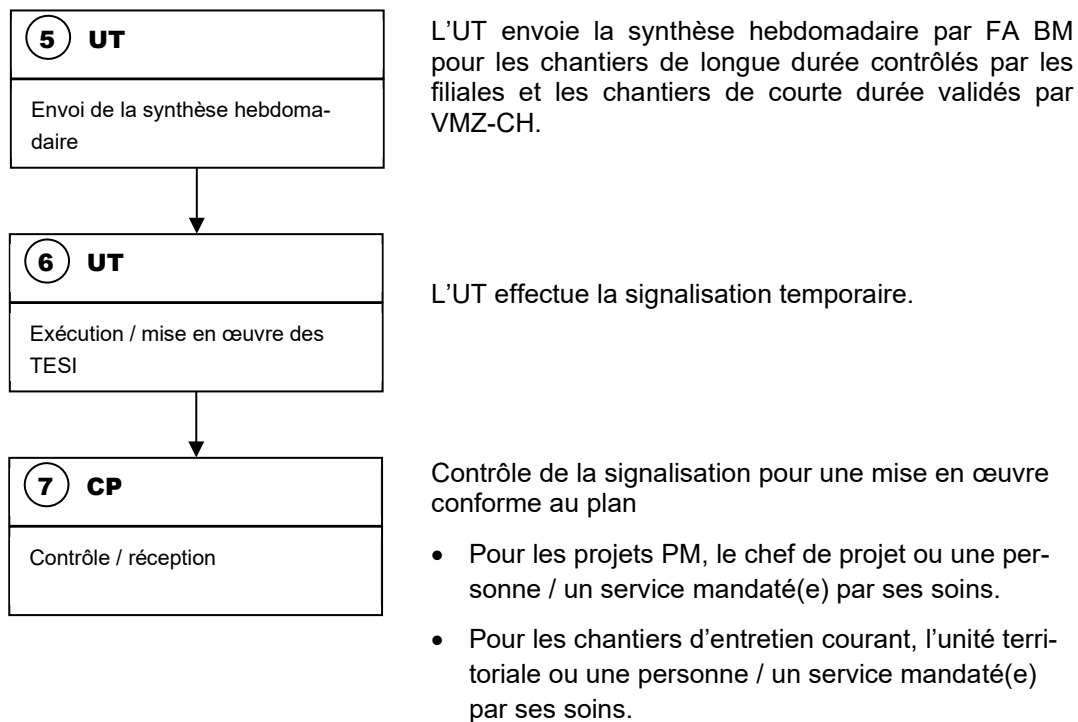 5 UT
Envoi de la synthèse hebdoma-
daire
L'UT envoie la synthèse hebdomadaire par FA BM
pour les chantiers de longue durée contrôlés par les
filiales et les chantiers de courte durée validés par
VMZ-CH.
6 UT
Exécution / mise en œuvre des
TESI
L'UT effectue la signalisation temporaire.
7 CP
Contrôle / réception
Contrôle de la signalisation pour une mise en œuvre
conforme au plan
• Pour les projets PM, le chef de projet ou une per-
sonne / un service mandaté(e) par ses soins.
• Pour les chantiers d'entretien courant, l'unité terri-
toriale ou une personne / un service mandaté(e)
par ses soins.